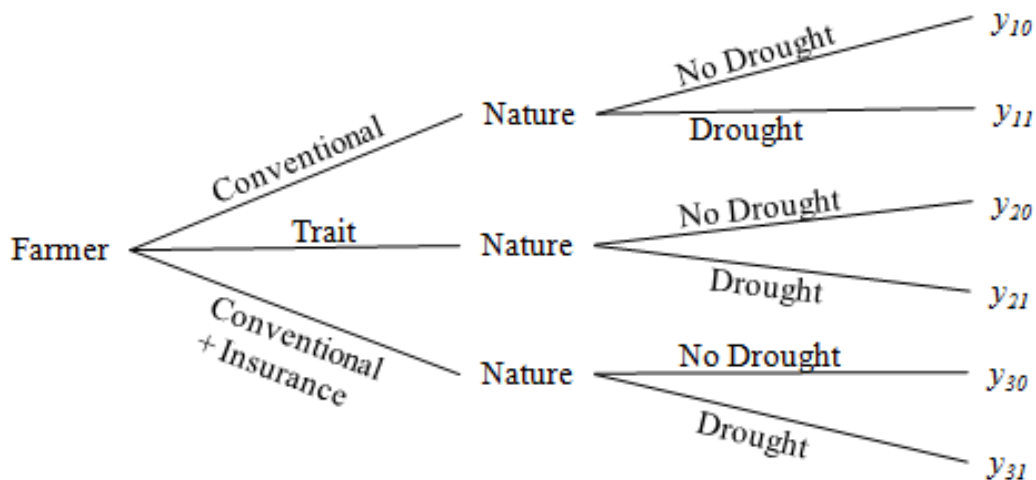 No Drought
y10
Conventional
Nature
Drought
y11
Farmer
Trait
Nature
No Drought
y20
Drought
y21
Conventional
+ Insurance
Nature
No Drought
y30
Drought
y31